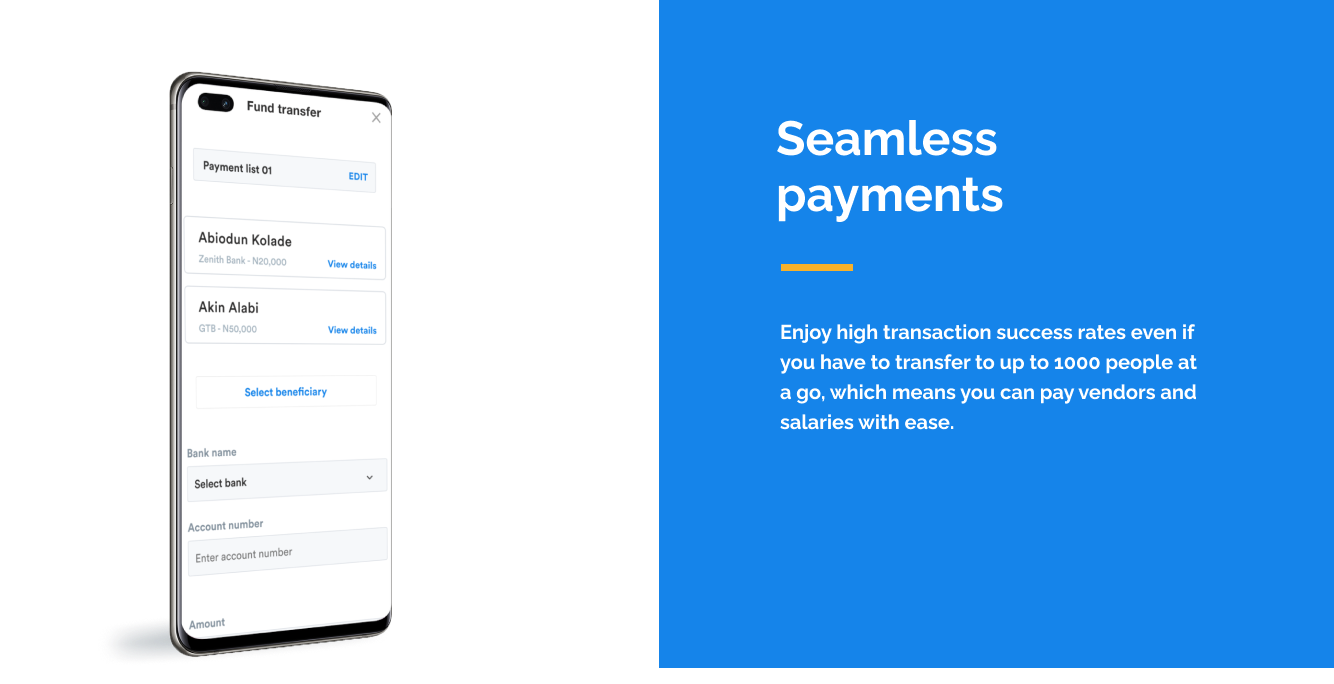 Fund transfer
X
Payment list 01
EDIT
Abiodun Kolade
Zenith Bank - N20,000
View details
Akin Alabi
GTB - N50,000
View details
Select beneficiary
Bank name
Select bank
Account number
Enter account number
Amount
Seamless
payments
Enjoy high transaction success rates even if
you have to transfer to up to 1000 people at
a go, which means you can pay vendors and
salaries with ease.